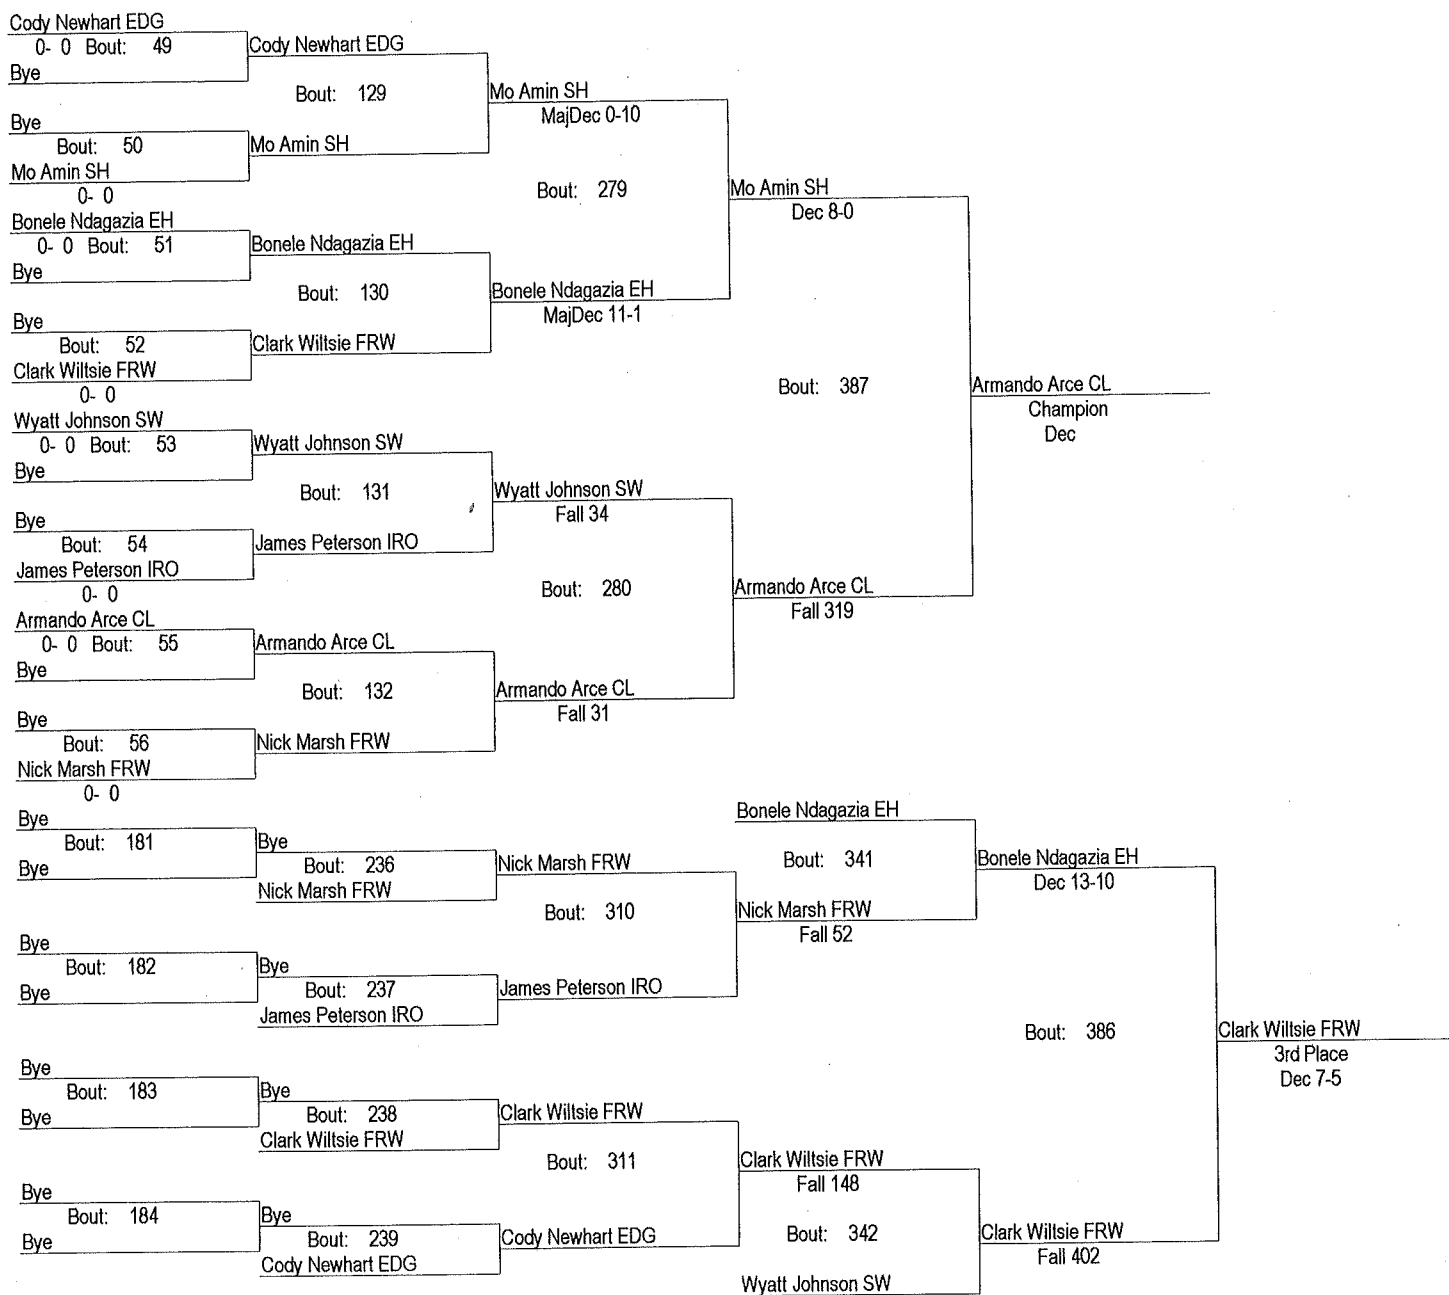 Cody Newhart EDG
0- 0 Bout: 49
Bye
Bye
Bout: 50
Mo Amin SH
0- 0
Bonele Ndagazia EH
0- 0 Bout: 51
Bye
Bye
Bout: 52
Clark Wiltsie FRW
0- 0
Wyatt Johnson SW
0- 0 Bout: 53
Bye
Bye
Bout: 54
James Peterson IRO
0- 0
Armando Arce CL
0- 0 Bout: 55
Bye
Bye
Bout: 56
Nick Marsh FRW
0- 0
Cody Newhart EDG
Bout: 129
Mo Amin SH
Bonele Ndagazia EH
Bout: 130
Clark Wiltsie FRW
Wyatt Johnson SW
Bout: 131
James Peterson IRO
Armando Arce CL
Bout: 132
Nick Marsh FRW
Mo Amin SH
MajDec 0-10
Bout: 279
Bonele Ndagazia EH
MajDec 11-1
Wyatt Johnson SW
Fall 34
Bout: 280
Armando Arce CL
Fall 31
Mo Amin SH
Dec 8-0
Bout: 387
Armando Arce CL
Fall 319
Armando Arce CL
Champion
Dec
Bye
Bout: 181
Bye
Bye
Bout: 182
Bye
Bye
Bout: 183
Bye
Bye
Bout: 184
Bye
Bye
Bout: 236
Nick Marsh FRW
Bye
Bout: 237
James Peterson IRO
Bye
Bout: 238
Clark Wiltsie FRW
Bye
Bout: 239
Cody Newhart EDG
Nick Marsh FRW
Bout: 310
James Peterson IRO
Clark Wiltsie FRW
Bout: 311
Cody Newhart EDG
Bonele Ndagazia EH
Bout: 341
Nick Marsh FRW
Fall 52
Clark Wiltsie FRW
Fall 148
Bout: 342
Wyatt Johnson SW
Bonele Ndagazia EH
Dec 13-10
Bout: 386
Clark Wiltsie FRW
Fall 402
Clark Wiltsie FRW
3rd Place
Dec 7-5